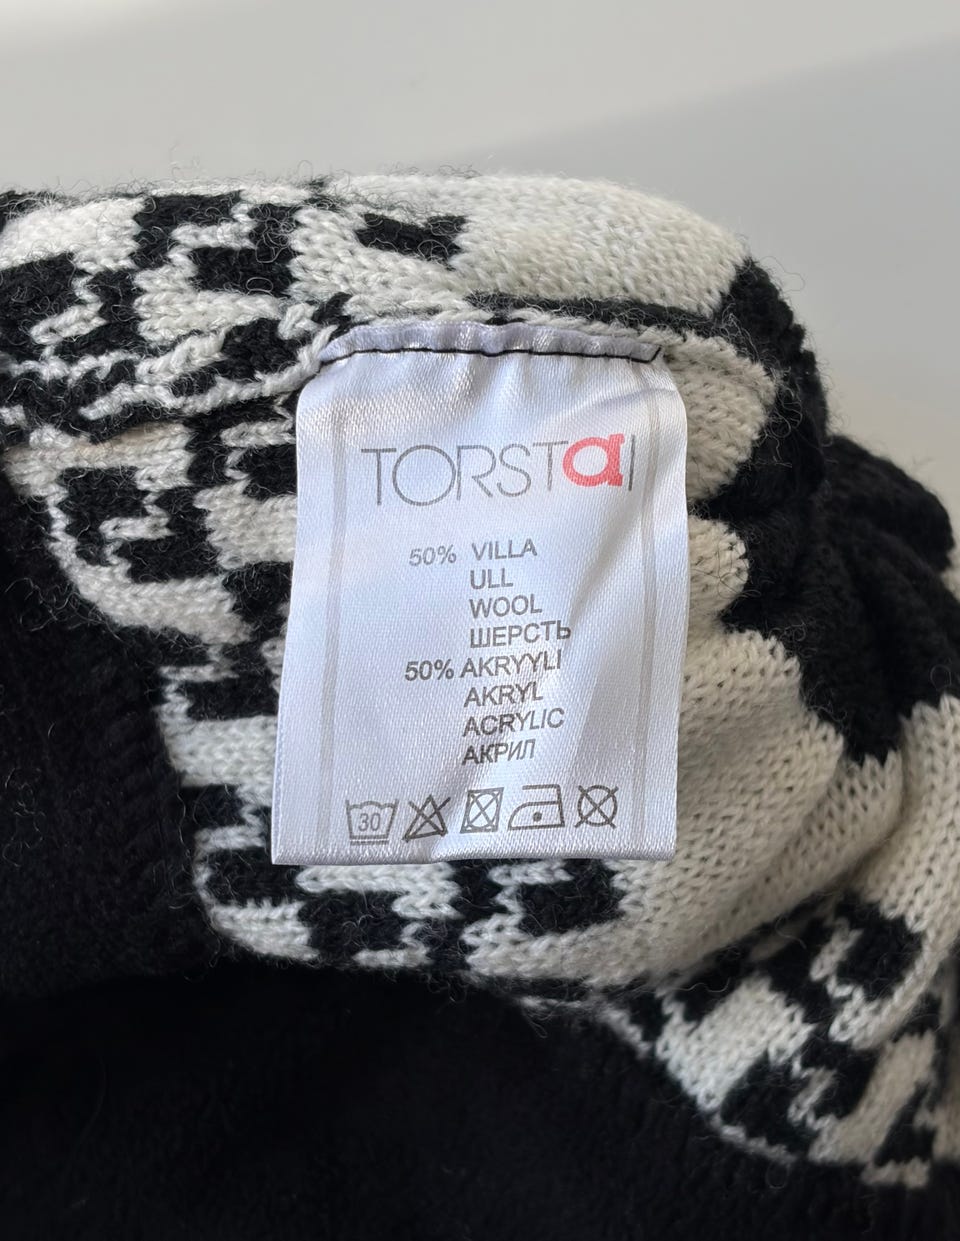 TORSTaI
50% VILLA
ULL
WOOL
ШЕРСТЬ
50% AKRYYLI
AKRYL
ACRYLIC
АКРИЛ
30